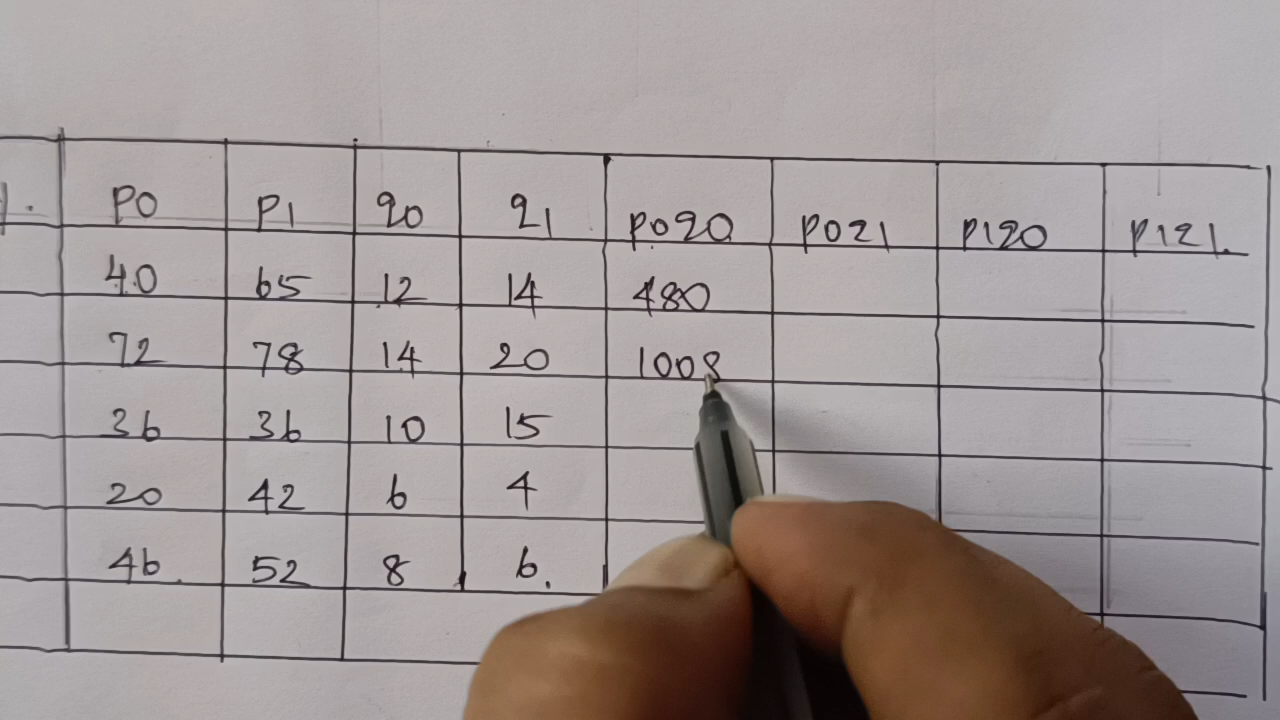 ). P0 P1 q0 q1 P0q0 P0q1 P1q0 P1q1.
40 65 12 14 480
72 78 14 20 1008
36 36 10 15
20 42 6 4
46. 52 8 6.